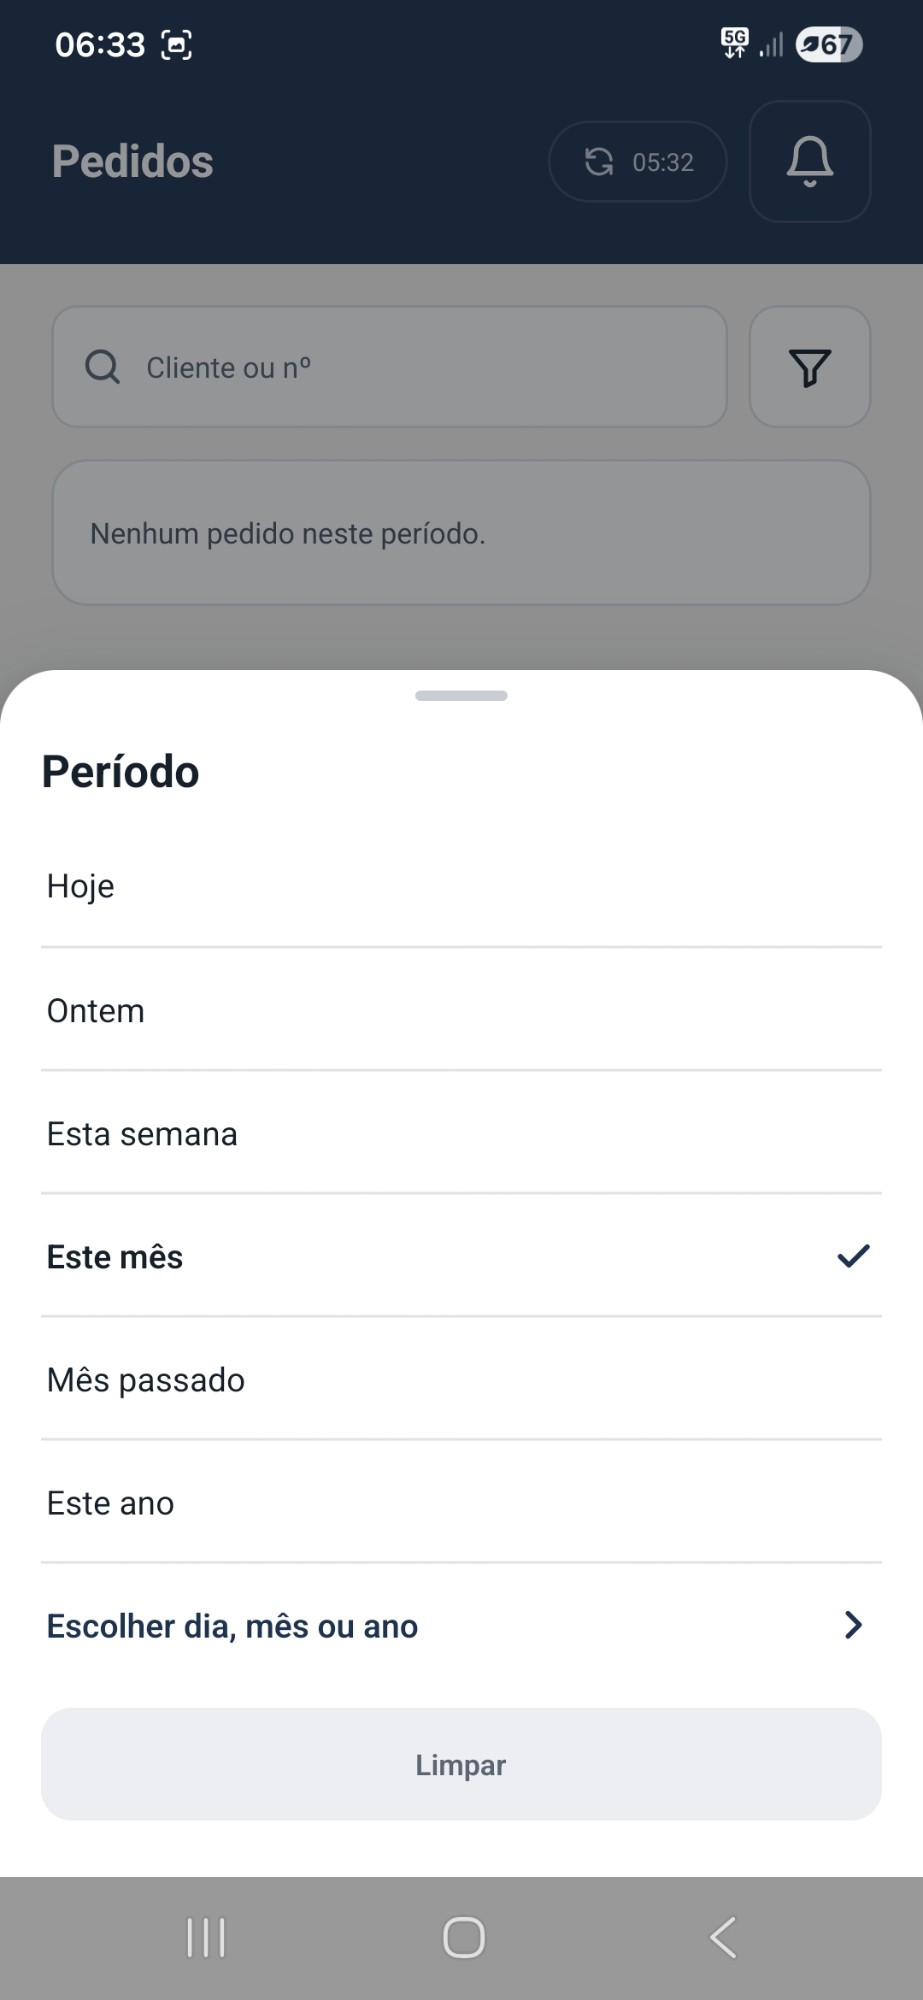 06:33
5G
67
Pedidos
05:32
Cliente ou nº
Nenhum pedido neste período.
Período
Hoje
Ontem
Esta semana
Este mês
Mês passado
Este ano
Escolher dia, mês ou ano
Limpar